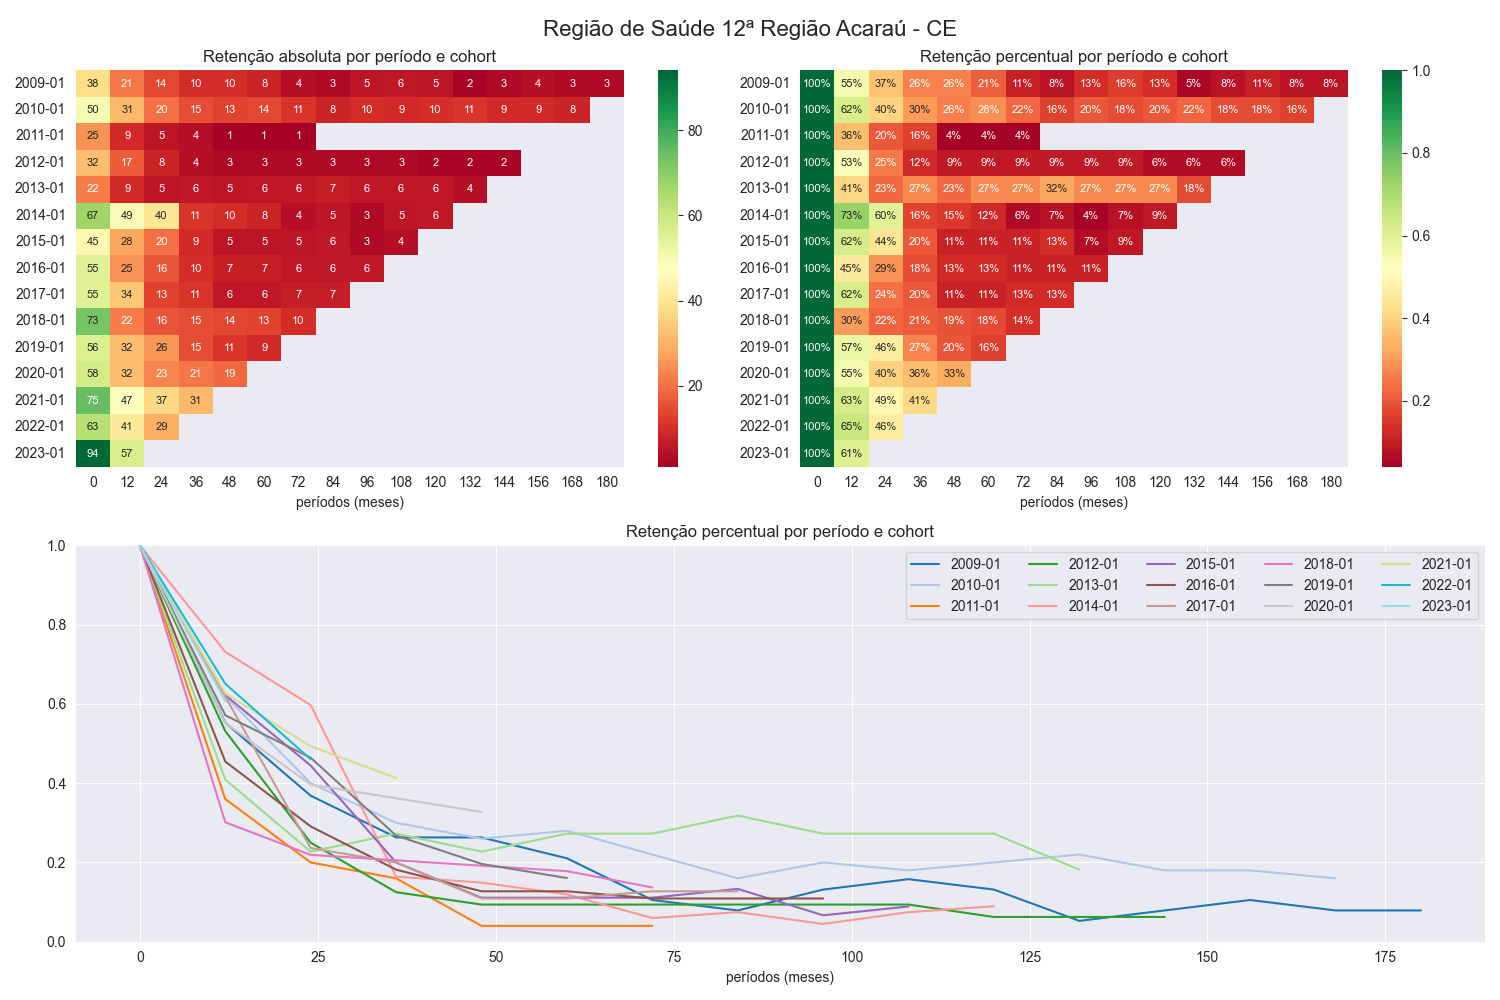 Região de Saúde 12ª Região Acaraú - CE
Retenção absoluta por período e cohort
2009-01 38 21 14 10 10 8 4 3 5 6 5 2 3 4 3 3
2010-01 50 31 20 15 13 14 11 8 10 9 10 11 9 9 8
2011-01 25 9 5 4 1 1 1
2012-01 32 17 8 4 3 3 3 3 3 3 2 2 2
2013-01 22 9 5 6 5 6 6 7 6 6 6 4
2014-01 67 49 40 11 10 8 4 5 3 5 6
2015-01 45 28 20 9 5 5 5 6 3 4
2016-01 55 25 16 10 7 7 6 6 6
2017-01 55 34 13 11 6 6 7 7
2018-01 73 22 16 15 14 13 10
2019-01 56 32 26 15 11 9
2020-01 58 32 23 21 19
2021-01 75 47 37 31
2022-01 63 41 29
2023-01 94 57
0 12 24 36 48 60 72 84 96 108 120 132 144 156 168 180
períodos (meses)
80
60
40
20
Retenção percentual por período e cohort
2009-01 100% 55% 37% 26% 26% 21% 11% 8% 13% 16% 13% 5% 8% 11% 8% 8%
2010-01 100% 62% 40% 30% 26% 28% 22% 16% 20% 18% 20% 22% 18% 18% 16%
2011-01 100% 36% 20% 16% 4% 4% 4%
2012-01 100% 53% 25% 12% 9% 9% 9% 9% 9% 9% 6% 6% 6%
2013-01 100% 41% 23% 27% 23% 27% 27% 32% 27% 27% 27% 18%
2014-01 100% 73% 60% 16% 15% 12% 6% 7% 4% 7% 9%
2015-01 100% 62% 44% 20% 11% 11% 11% 13% 7% 9%
2016-01 100% 45% 29% 18% 13% 13% 11% 11% 11%
2017-01 100% 62% 24% 20% 11% 11% 13% 13%
2018-01 100% 30% 22% 21% 19% 18% 14%
2019-01 100% 57% 46% 27% 20% 16%
2020-01 100% 55% 40% 36% 33%
2021-01 100% 63% 49% 41%
2022-01 100% 65% 46%
2023-01 100% 61%
0 12 24 36 48 60 72 84 96 108 120 132 144 156 168 180
períodos (meses)
1.0
0.8
0.6
0.4
0.2
Retenção percentual por período e cohort
1.0
0.8
0.6
0.4
0.2
0.0
2009-01 2012-01 2015-01 2018-01 2021-01
2010-01 2013-01 2016-01 2019-01 2022-01
2011-01 2014-01 2017-01 2020-01 2023-01
0 25 50 75 100 125 150 175
períodos (meses)